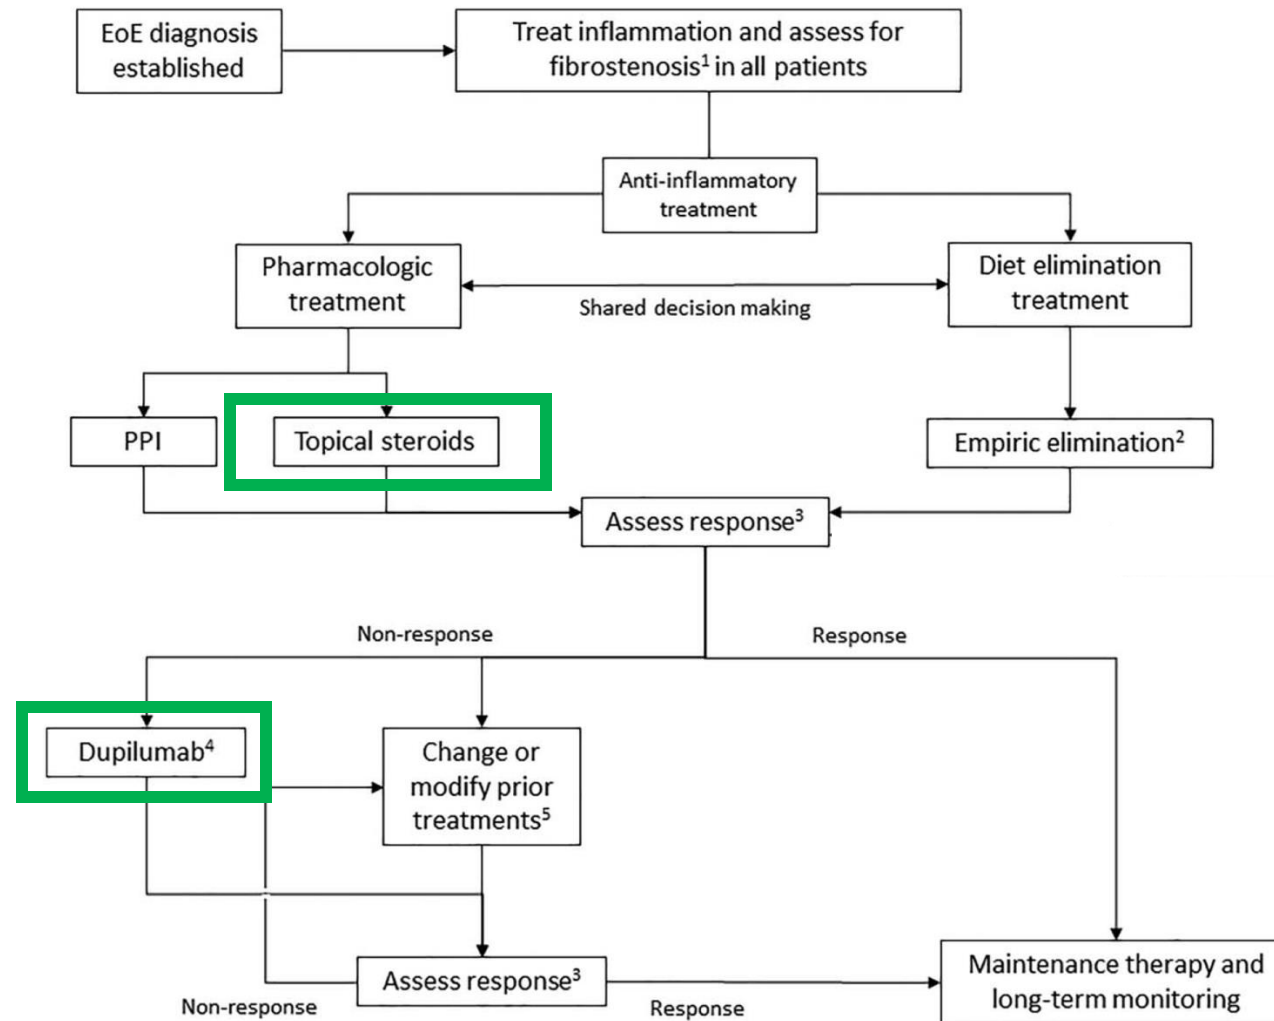 EoE diagnosis
established
Treat inflammation and assess for
fibrostenosis¹ in all patients
Anti-inflammatory
treatment
Pharmacologic
treatment
Shared decision making
Diet elimination
treatment
PPI
Topical steroids
Empiric elimination²
Assess response³
Non-response
Response
Dupilumab⁴
Change or
modify prior
treatments⁵
Assess response³
Non-response
Response
Maintenance therapy and
long-term monitoring